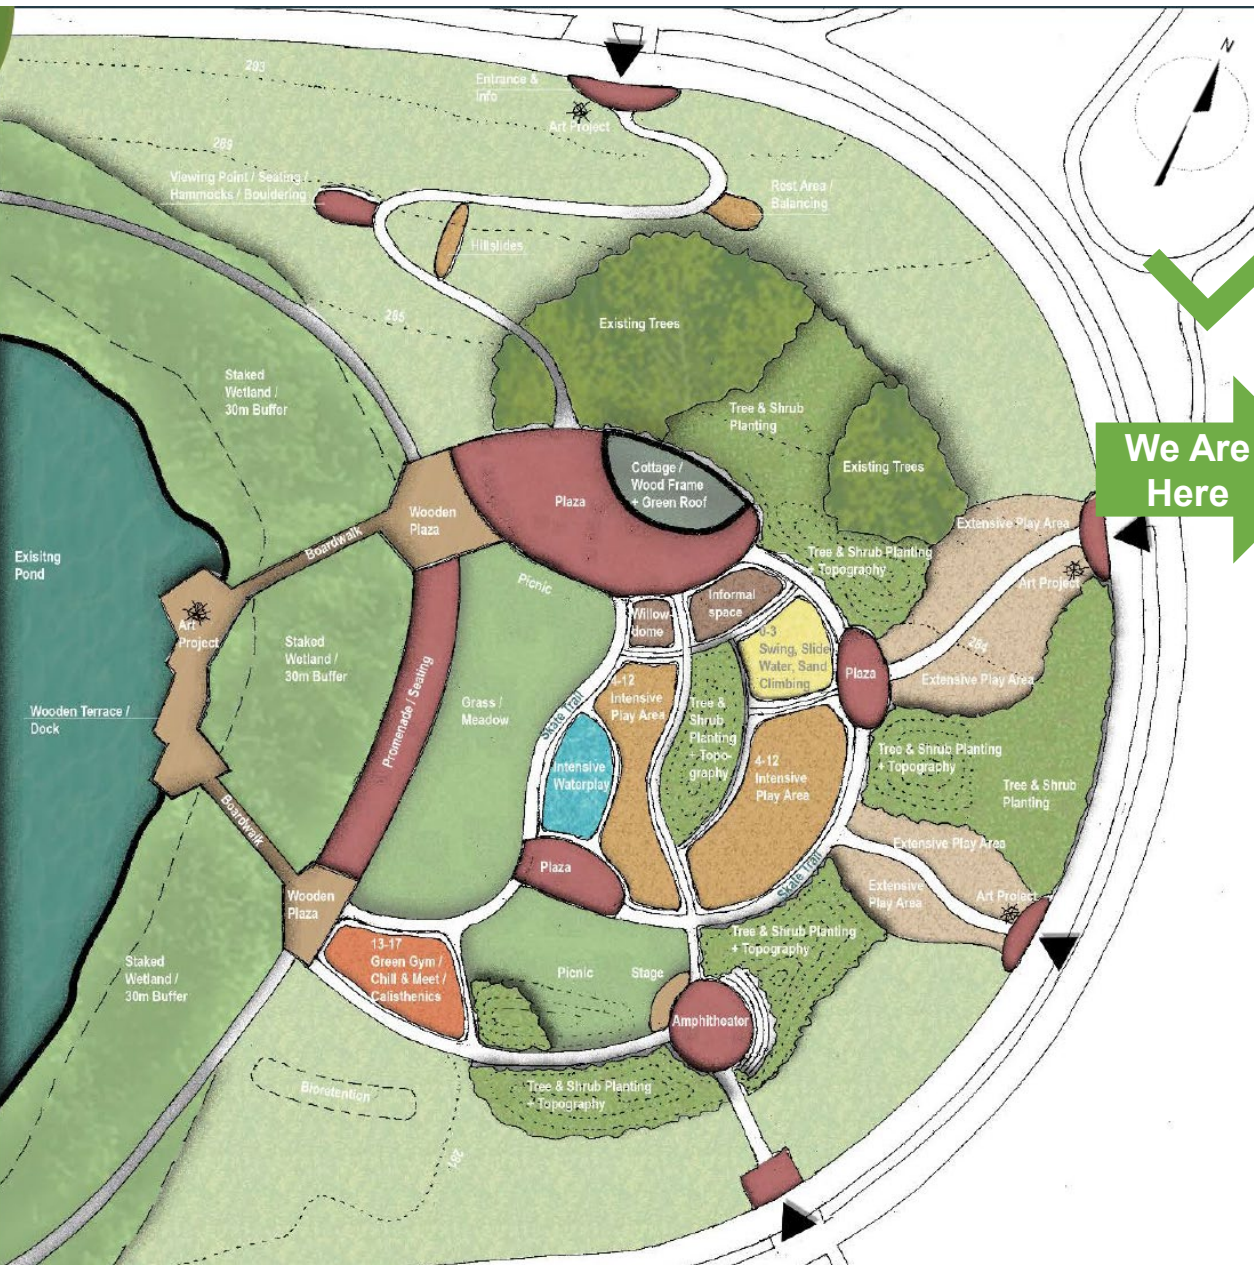 293
Entrance &
Info
Art Project
N
289
Viewing Point / Seating /
Hammocks / Bouldering
Rest Area /
Balancing
Hillslides
285
Existing Trees
Staked
Wetland /
30m Buffer
Tree & Shrub
Planting
Existing Trees
We Are
Here
Cottage /
Wood Frame
+ Green Roof
Plaza
Wooden
Plaza
Extensive Play Area
Boardwalk
Exisitng
Pond
Tree & Shrub Planting
+ Topography
Art Project
Picnic
Willow-
dome
Informal
space
Art
Project
Staked
Wetland /
30m Buffer
0-3
Swing, Slide
Water, Sand
Climbing
Plaza
284
Extensive Play Area
Promenade / Seating
Grass /
Meadow
4-12
Intensive
Play Area
Skate Trail
Tree &
Shrub
Planting
+ Topo-
graphy
Wooden Terrace /
Dock
Intensive
Waterplay
4-12
Intensive
Play Area
Tree & Shrub Planting
+ Topography
Tree & Shrub
Planting
Boardwalk
Plaza
Skate Trail
Extensive Play Area
Extensive
Play Area
Art Project
Wooden
Plaza
13-17
Green Gym /
Chill & Meet /
Calisthenics
Tree & Shrub Planting
+ Topography
Picnic
Stage
Staked
Wetland /
30m Buffer
Amphitheator
Bioretention
Tree & Shrub Planting
+ Topography
281